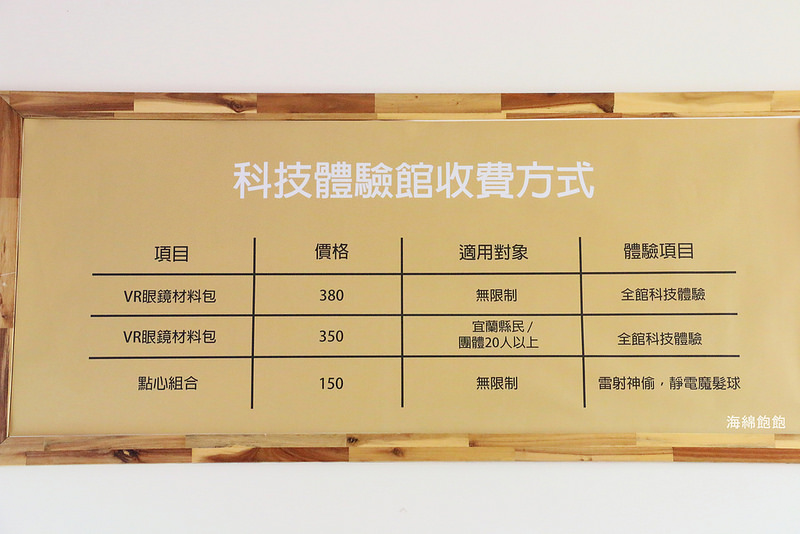 科技體驗館收費方式
項目 價格 適用對象 體驗項目
VR眼鏡材料包 380 無限制 全館科技體驗
VR眼鏡材料包 350 宜蘭縣民/ 全館科技體驗
團體20人以上
點心組合 150 無限制 雷射神偷，靜電魔髮球
海綿飽飽